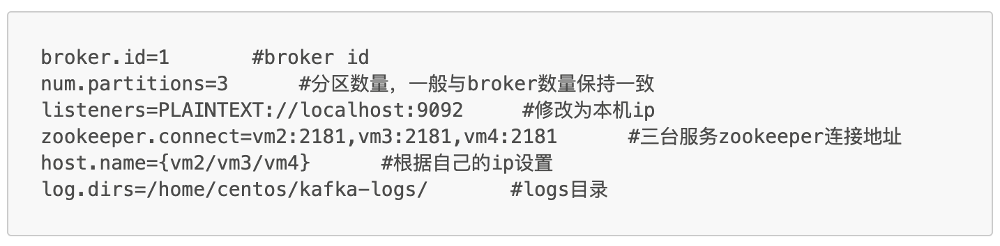 broker.id=1       #broker id
num.partitions=3      #分区数量，一般与broker数量保持一致
listeners=PLAINTEXT://localhost:9092     #修改为本机ip
zookeeper.connect=vm2:2181,vm3:2181,vm4:2181      #三台服务zookeeper连接地址
host.name={vm2/vm3/vm4}      #根据自己的ip设置
log.dirs=/home/centos/kafka-logs/       #logs目录